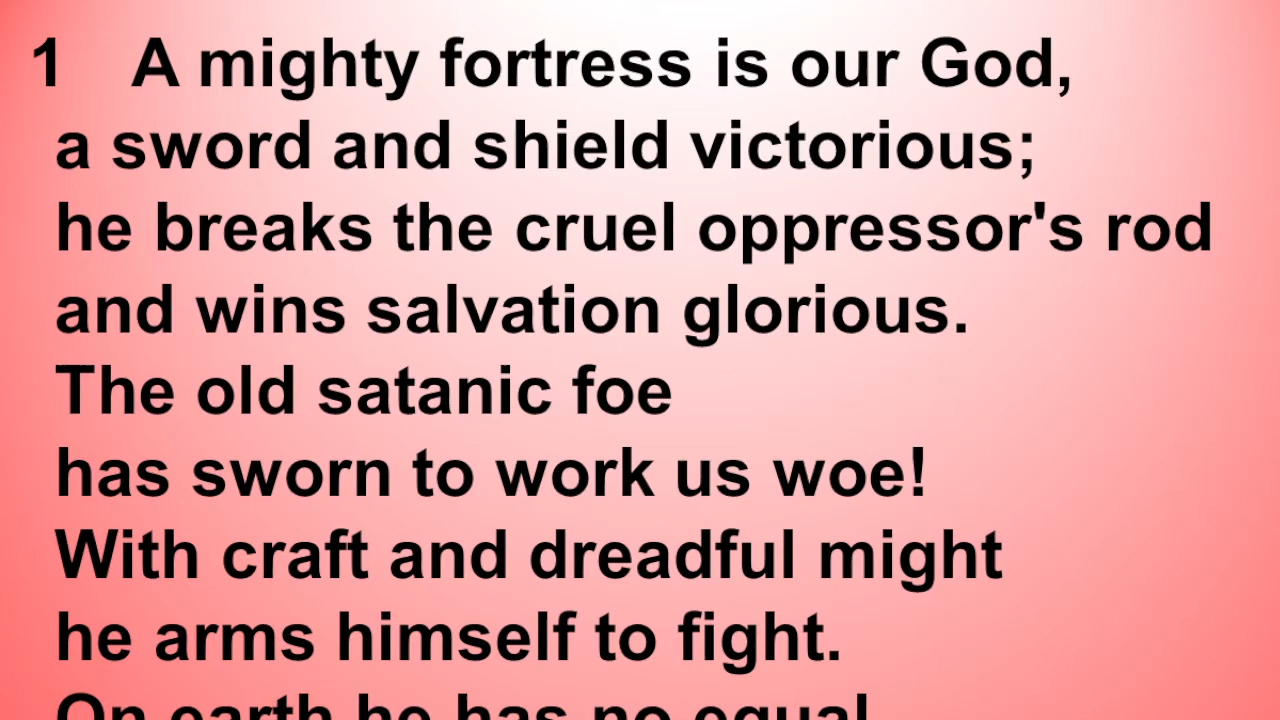 1 A mighty fortress is our God,
a sword and shield victorious;
he breaks the cruel oppressor's rod
and wins salvation glorious.
The old satanic foe
has sworn to work us woe!
With craft and dreadful might
he arms himself to fight.
On earth he has no equal